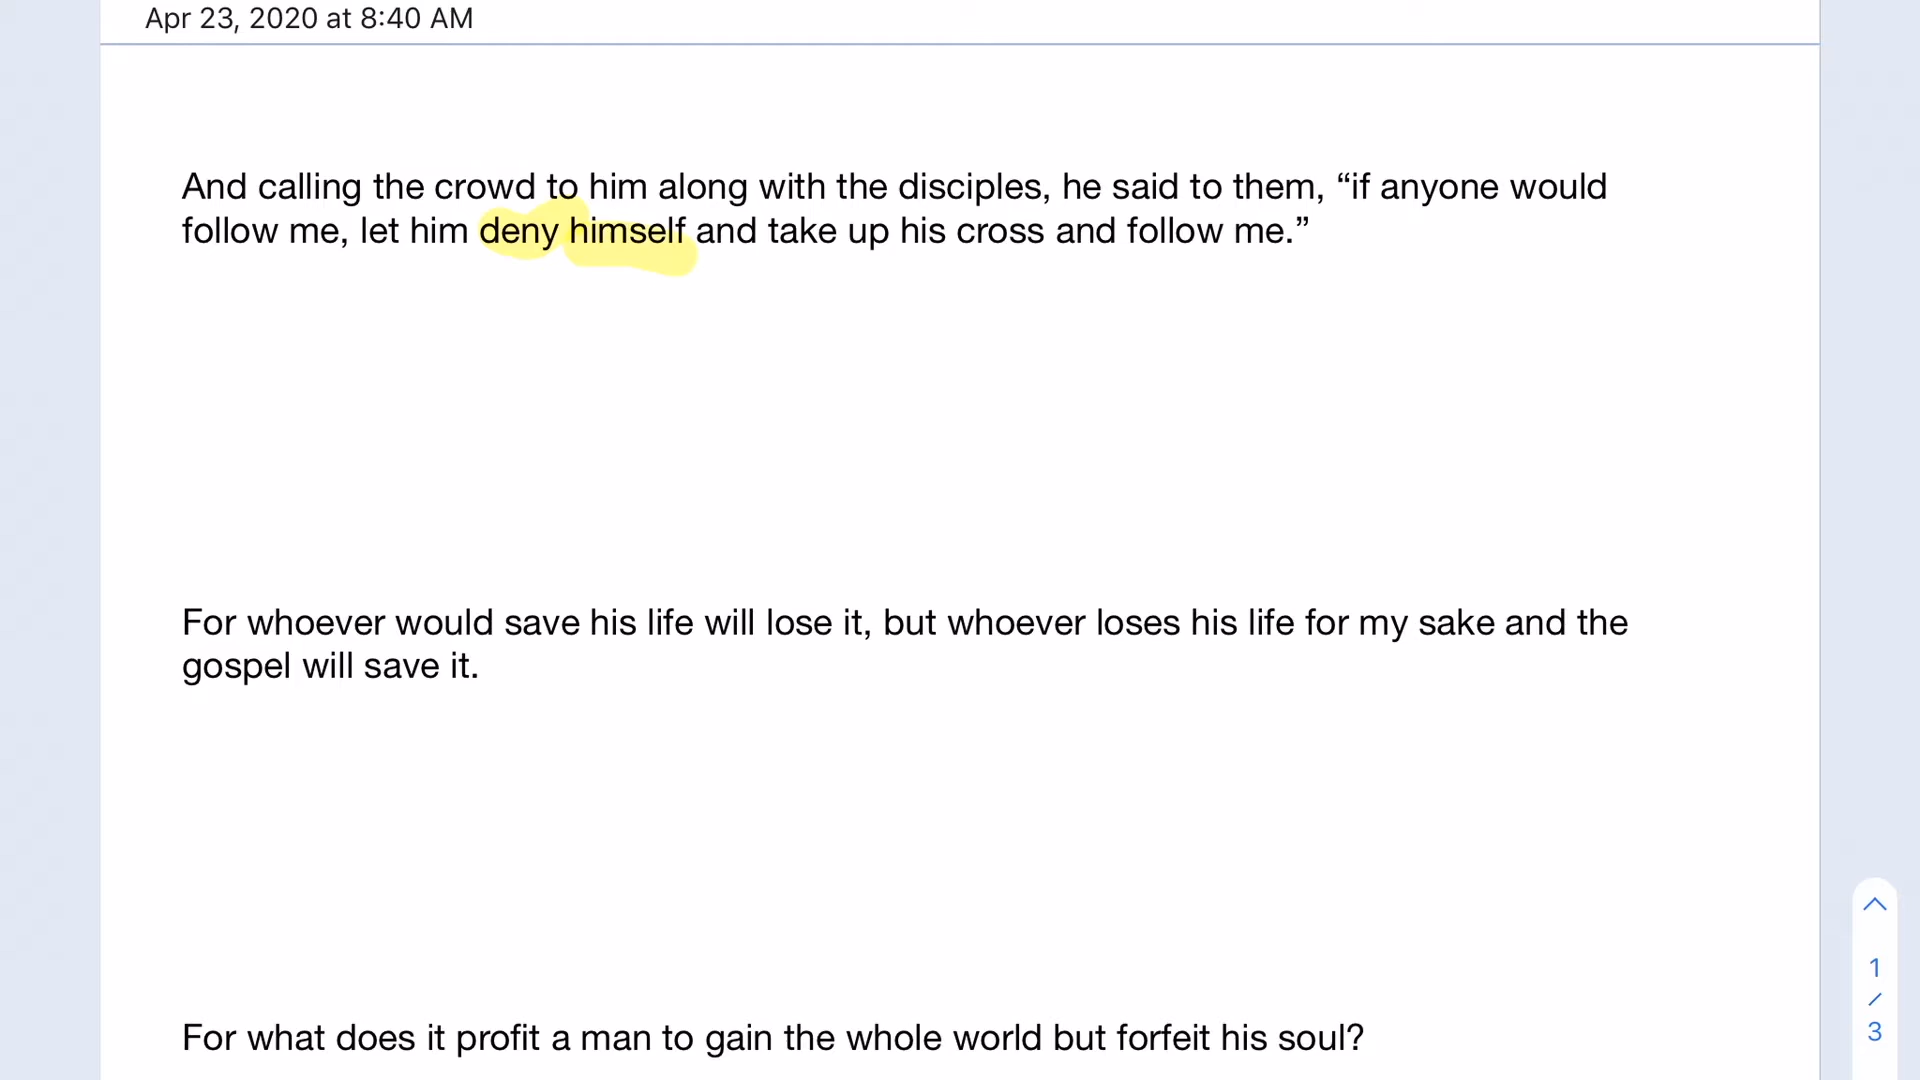 Apr 23, 2020 at 8:40 AM
And calling the crowd to him along with the disciples, he said to them, “if anyone would
follow me, let him deny himself and take up his cross and follow me.”
For whoever would save his life will lose it, but whoever loses his life for my sake and the
gospel will save it.
For what does it profit a man to gain the whole world but forfeit his soul?
1
/
3